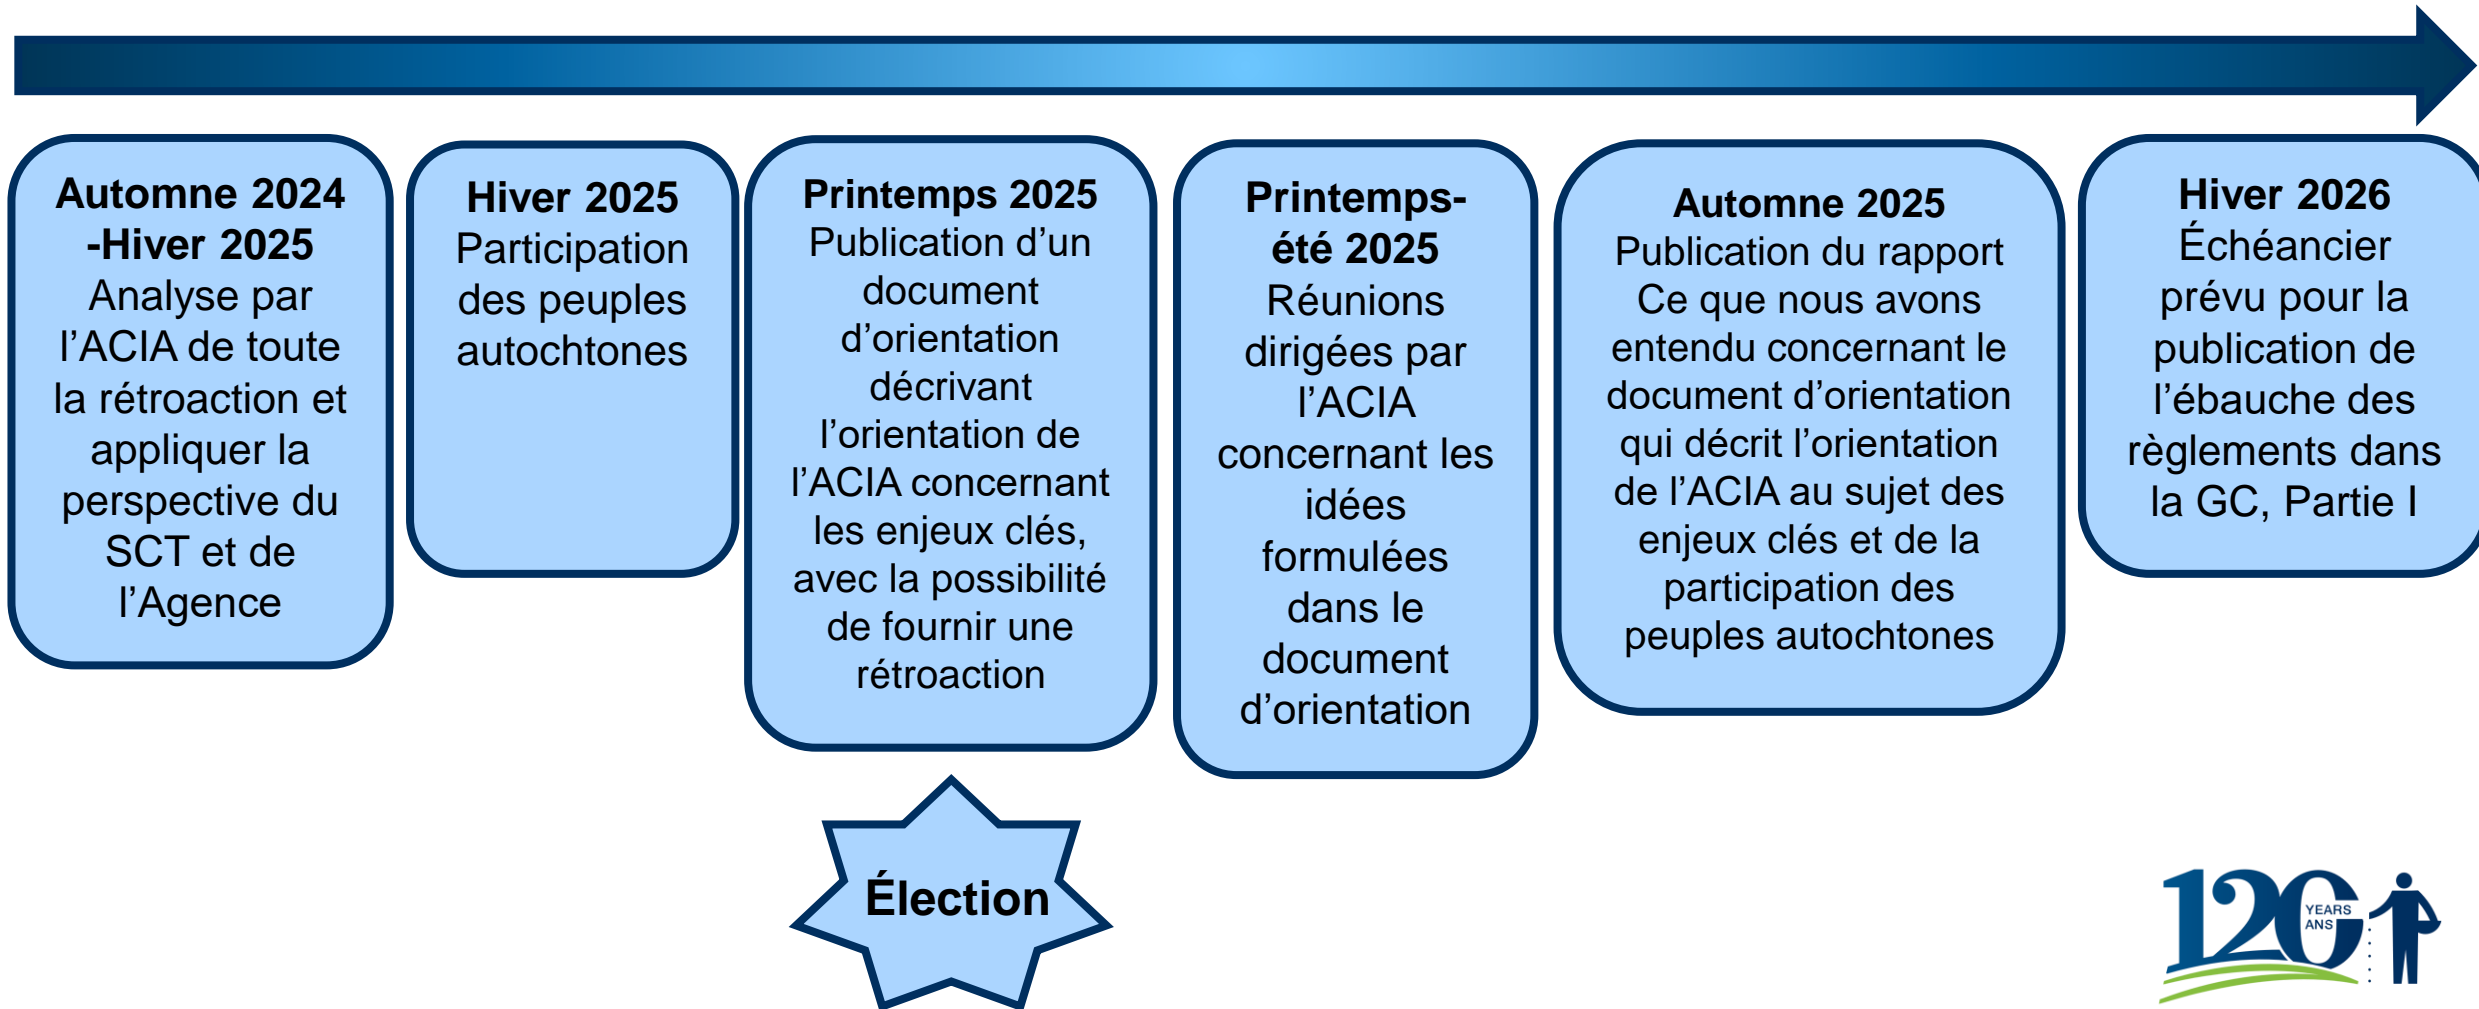 Automne 2024
-Hiver 2025
Analyse par
l’ACIA de toute
la rétroaction et
appliquer la
perspective du
SCT et de
l’Agence
Hiver 2025
Participation
des peuples
autochtones
Printemps 2025
Publication d’un
document
d’orientation
décrivant
l’orientation de
l’ACIA concernant
les enjeux clés,
avec la possibilité
de fournir une
rétroaction
Printemps-
été 2025
Réunions
dirigées par
l’ACIA
concernant les
idées
formulées
dans le
document
d’orientation
Automne 2025
Publication du rapport
Ce que nous avons
entendu concernant le
document d’orientation
qui décrit l’orientation
de l’ACIA au sujet des
enjeux clés et de la
participation des
peuples autochtones
Hiver 2026
Échéancier
prévu pour la
publication de
l’ébauche des
règlements dans
la GC, Partie I
Élection
120
YEARS
ANS